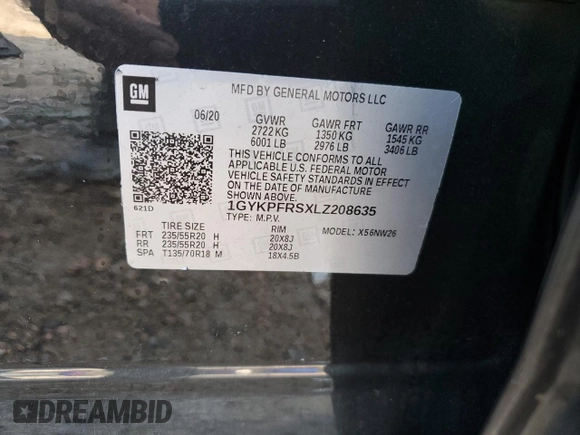 GM
MFD BY GENERAL MOTORS LLC
06/20 GVWR GAWR FRT GAWR RR
2722 KG 1350 KG 1545 KG
6001 LB 2976 LB 3406 LB
THIS VEHICLE CONFORMS TO ALL
APPLICABLE U.S. FEDERAL MOTOR
VEHICLE SAFETY STANDARDS IN EFFECT
ON THE DATE OF MANUFACTURE
SHOWN ABOVE.
621D
1GYKPFRSXLZ208635
TYPE: M.P.V. MODEL: X56NW26
TIRE SIZE RIM
FRT 235/55R20 H 20X8J
RR 235/55R20 H 20X8J
SPA T135/70R18 M 18X4.5B
DREAMBID